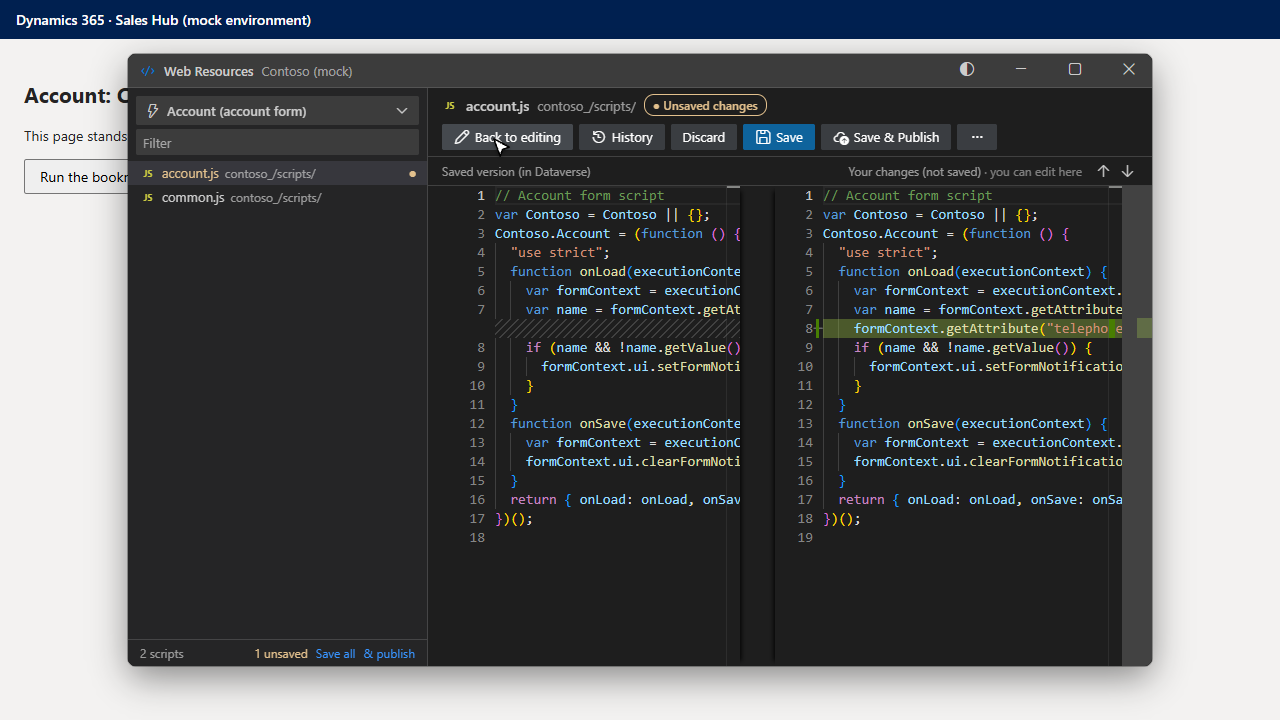 Dynamics 365 · Sales Hub (mock environment)
Account:
This page stands
Run the
</> Web Resources Contoso (mock)
Account (account form)
Filter
JS account.js contoso_/scripts/ ●
JS common.js contoso_/scripts/
2 scripts 1 unsaved Save all & publish
JS account.js contoso_/scripts/ ● Unsaved changes
Back to editing History Discard Save Save & Publish ...
Saved version (in Dataverse)
1 // Account form script
2 var Contoso = Contoso || {};
3 Contoso.Account = (function () {
4 "use strict";
5 function onLoad(executionConte
6 var formContext = executionC
7 var name = formContext.getAt
8 if (name && !name.getValue()
9 formContext.ui.setFormNoti
10 }
11 }
12 function onSave(executionConte
13 var formContext = executionC
14 formContext.ui.clearFormNoti
15 }
16 return { onLoad: onLoad, onSav
17 })();
18
Your changes (not saved) · you can edit here
1 // Account form script
2 var Contoso = Contoso || {};
3 Contoso.Account = (function () {
4 "use strict";
5 function onLoad(executionContext) {
6 var formContext = executionContext.
7 var name = formContext.getAttribute
8+ formContext.getAttribute("telepho
9 if (name && !name.getValue()) {
10 formContext.ui.setFormNotificatio
11 }
12 }
13 function onSave(executionContext) {
14 var formContext = executionContext.
15 formContext.ui.clearFormNotificatio
16 }
17 return { onLoad: onLoad, onSave: onSa
18 })();
19